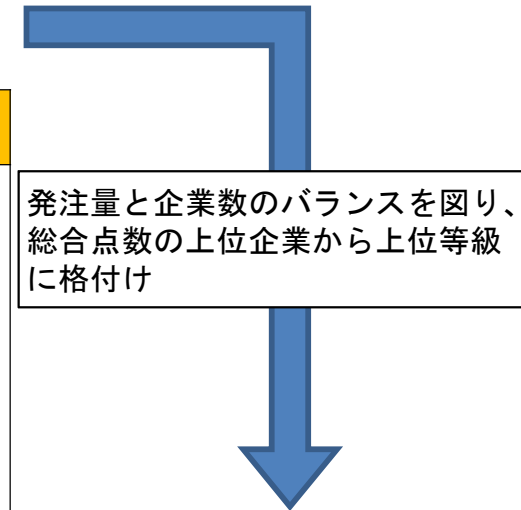 発注量と企業数のバランスを図り、
総合点数の上位企業から上位等級
に格付け